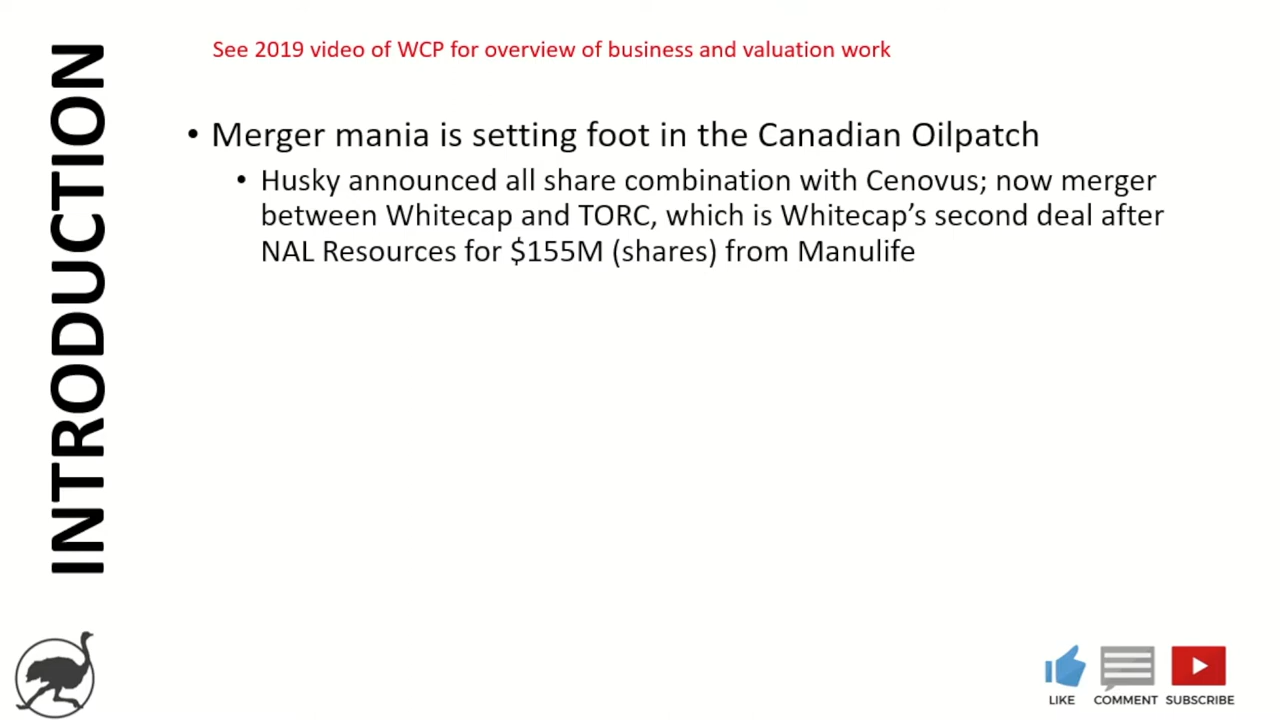 INTRODUCTION
See 2019 video of WCP for overview of business and valuation work
• Merger mania is setting foot in the Canadian Oilpatch
• Husky announced all share combination with Cenovus; now merger
between Whitecap and TORC, which is Whitecap’s second deal after
NAL Resources for $155M (shares) from Manulife
LIKE COMMENT SUBSCRIBE